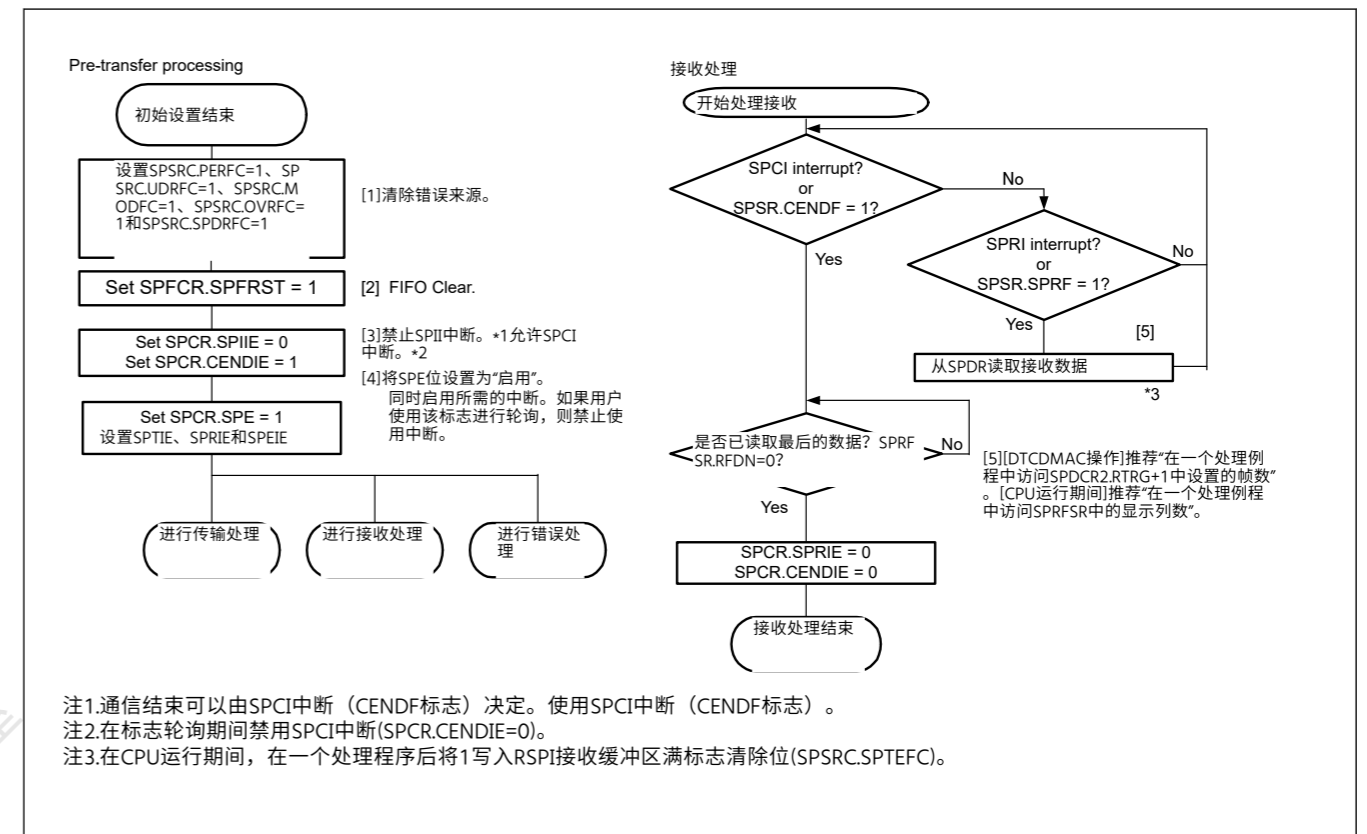 Pre-transfer processing
初始设置结束
设置SPSRC.PERFC=1、SP
SRC.UDRFC=1、SPSRC.M
ODFC=1、SPSRC.OVRFC=
1和SPSRC.SPDRFC=1
[1]清除错误来源。
Set SPFCR.SPFRST = 1
[2] FIFO Clear.
Set SPCR.SPIIE = 0
Set SPCR.CENDIE = 1
[3]禁止SPII中断。*1允许SPCI
中断。*2
[4]将SPE位设置为“启用”。
同时启用所需的中断。如果用户
使用该标志进行轮询，则禁止使
用中断。
Set SPCR.SPE = 1
设置SPTIE、SPRIE和SPEIE
进行传输处理
进行接收处理
进行错误处
理
接收处理
开始处理接收
SPCI interrupt?
or
SPSR.CENDF = 1?
No
Yes
SPRI interrupt?
or
SPSR.SPRF = 1?
No
Yes
[5]
从SPDR读取接收数据
*3
是否已读取最后的数据？SPRF
SR.RFDN=0?
No
Yes
[5][DTCDMAC操作]推荐“在一个处理例
程中访问SPDCR2.RTRG+1中设置的帧数”
。[CPU运行期间]推荐“在一个处理例程
中访问SPRFSR中的显示列数”。
SPCR.SPRIE = 0
SPCR.CENDIE = 0
接收处理结束
注1.通信结束可以由SPCI中断（CENDF标志）决定。使用SPCI中断（CENDF标志）。
注2.在标志轮询期间禁用SPCI中断(SPCR.CENDIE=0)。
注3.在CPU运行期间，在一个处理程序后将1写入RSPI接收缓冲区满标志清除位(SPSRC.SPTEFC)。